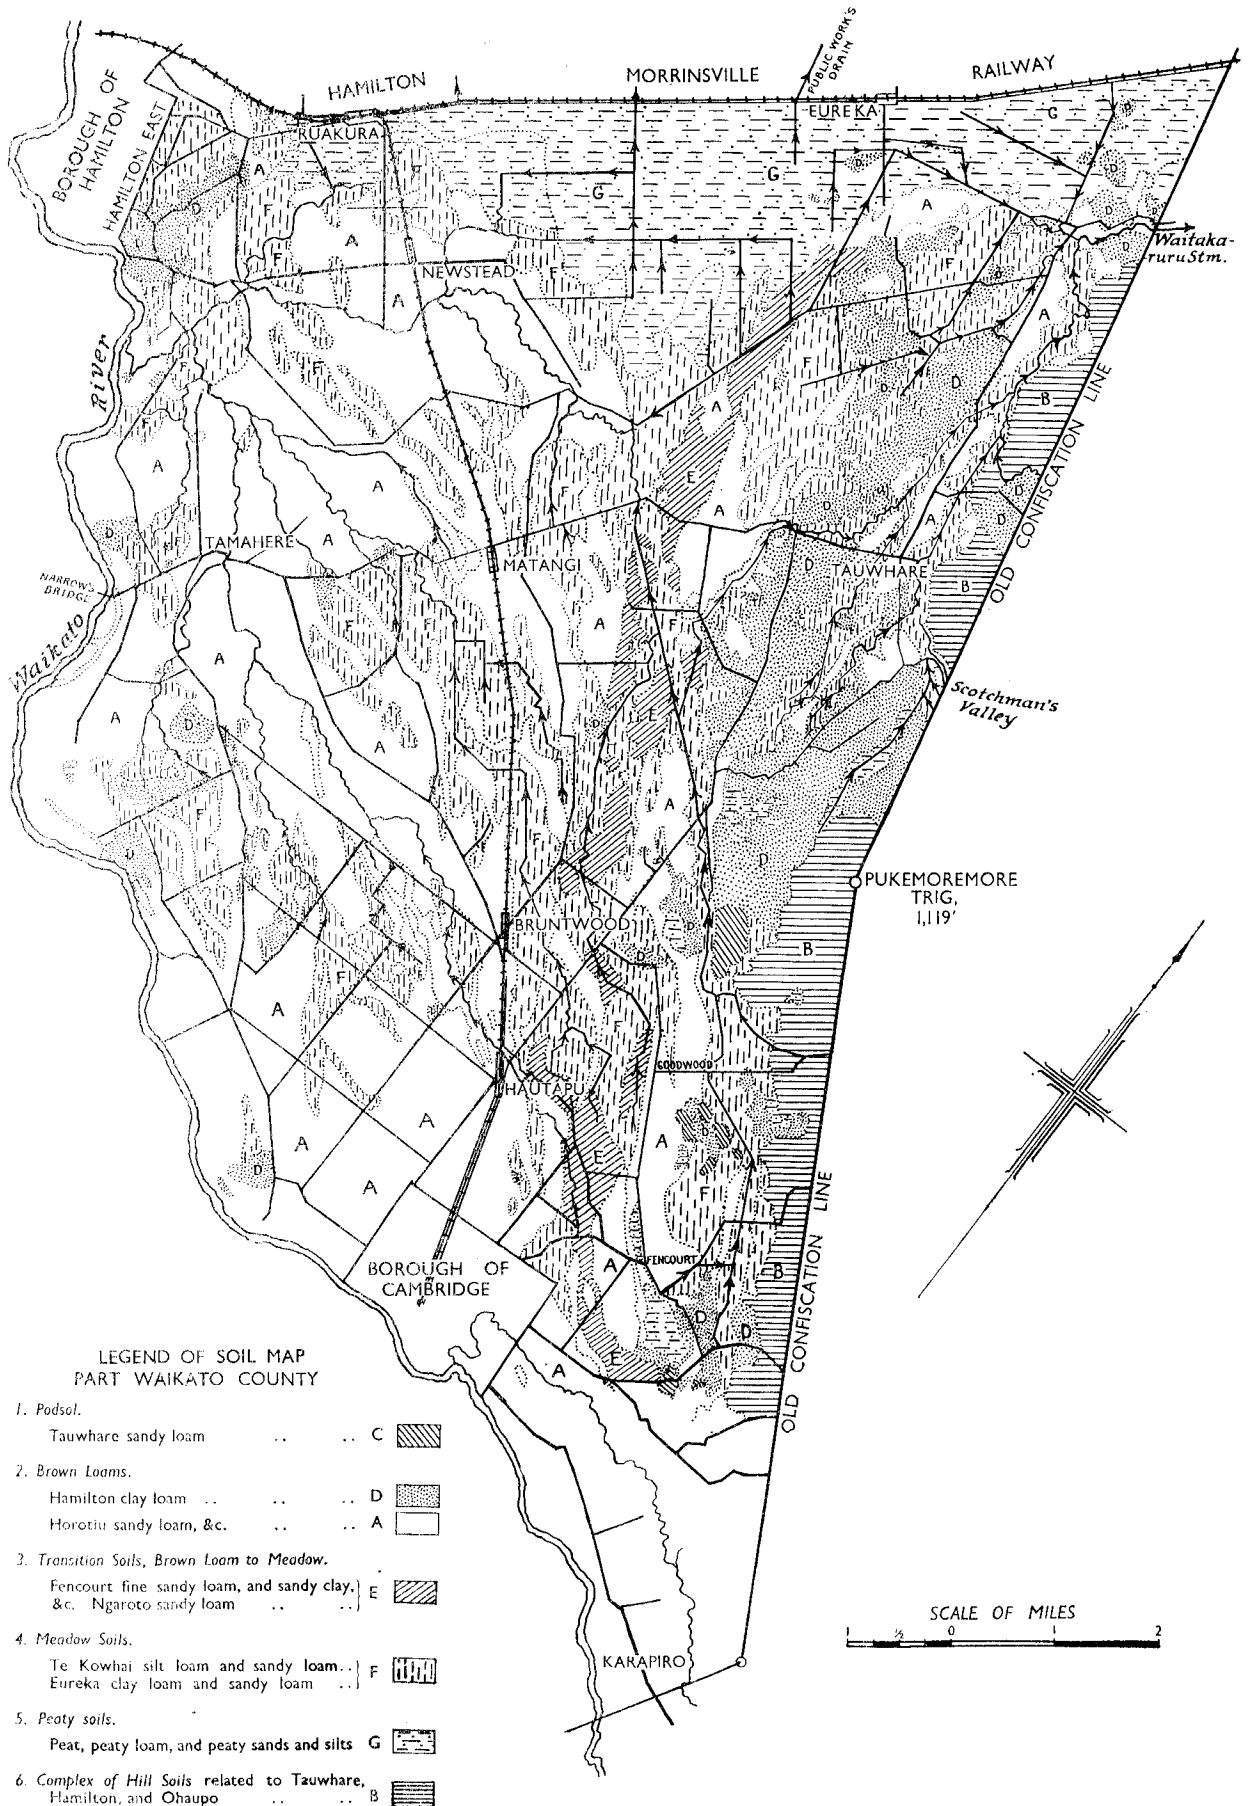 PUBLIC WORK'S
DRAIN
HAMILTON
MORRINSVILLE
RAILWAY
BOROUGH OF
HAMILTON
HAMILTON EAST
RUAKURA
EUREKA
G
D
A
D
G
G
D
A
D
D
D
D
F
A
F
F
F
D
NEWSTEAD
Waitaka-
ruru Stm.
A
F
A
River
F
F
F
D
D
B
A
F
A
A
E
F
D
A
D
D
A
D
F
TAMAHERE
A
MATANGI
D
TAUWHARE
B
OLD CONFISCATION LINE
NARROWS
BRIDGE
Waikato
F
F
A
F
A
Scotchman's
Valley
A
D
D
E
A
A
F
F
D
D
PUKEMOREMORE
TRIG,
1,119'
BRUNTWOOD
D
D
B
F
A
F
GOODWOOD
HAUTAPU
A
A
A
D
E
F
D
A
BOROUGH OF
CAMBRIDGE
A
FENCOURT
B
D
D
E
A
OLD CONFISCATION LINE
LEGEND OF SOIL MAP
PART WAIKATO COUNTY
1. Podsol.
Tauwhare sandy loam .. .. C
2. Brown Loams.
Hamilton clay loam .. .. .. D
Horotiu sandy loam, &c. .. .. A
3. Transition Soils, Brown Loam to Meadow.
Fencourt fine sandy loam, and sandy clay, } E
&c. Ngaroto sandy loam .. ..
4. Meadow Soils.
Te Kowhai silt loam and sandy loam.. } F
Eureka clay loam and sandy loam ..
5. Peaty soils.
Peat, peaty loam, and peaty sands and silts G
6. Complex of Hill Soils related to Tauwhare,
Hamilton, and Ohaupo .. .. B
SCALE OF MILES
1 ½ 0 1 2
KARAPIRO